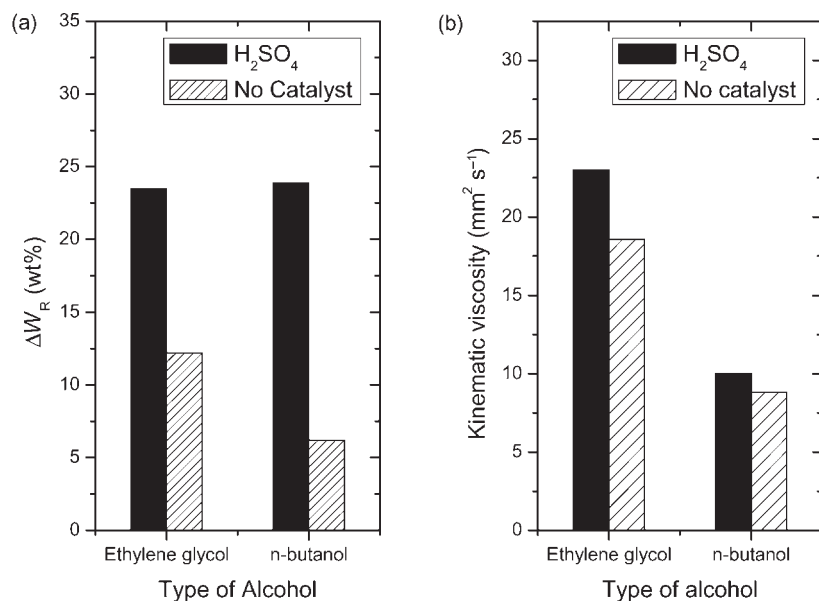 (a)
H₂SO₄
No Catalyst
35
30
25
20
15
10
5
0
ΔW_R (wt%)
Ethylene glycol
n-butanol
Type of Alcohol
(b)
H₂SO₄
No catalyst
30
25
20
15
10
5
0
Kinematic viscosity (mm² s⁻¹)
Ethylene glycol
n-butanol
Type of alcohol